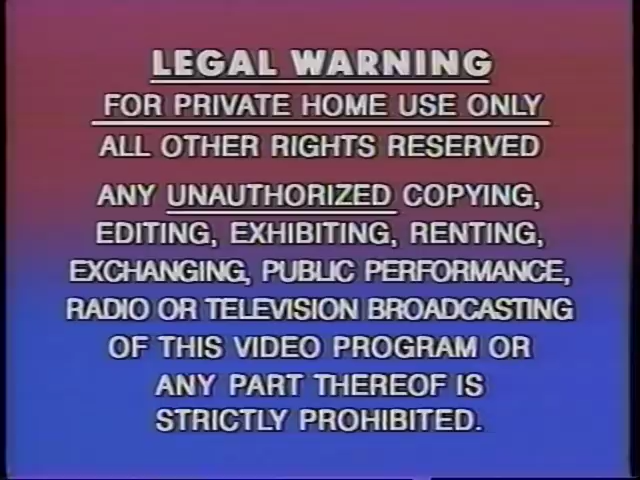 LEGAL WARNING
FOR PRIVATE HOME USE ONLY
ALL OTHER RIGHTS RESERVED
ANY UNAUTHORIZED COPYING,
EDITING, EXHIBITING, RENTING,
EXCHANGING, PUBLIC PERFORMANCE,
RADIO OR TELEVISION BROADCASTING
OF THIS VIDEO PROGRAM OR
ANY PART THEREOF IS
STRICTLY PROHIBITED.